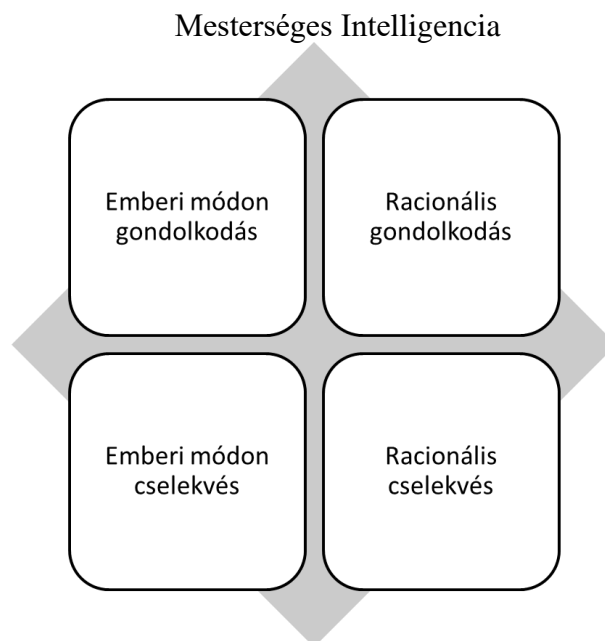 Mesterséges Intelligencia
Emberi módon
gondolkodás
Racionális
gondolkodás
Emberi módon
cselekvés
Racionális
cselekvés